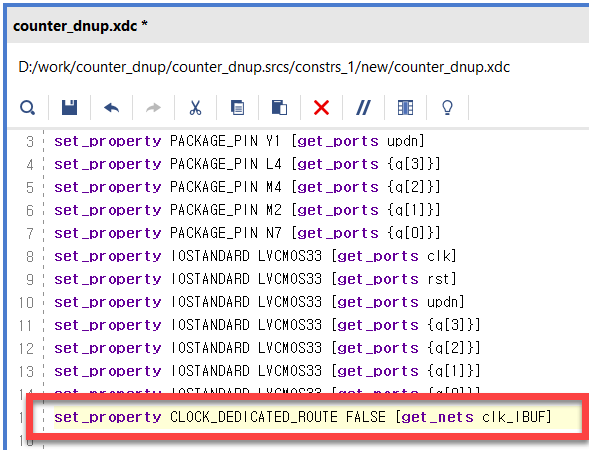 counter_dnup.xdc *
D:/work/counter_dnup/counter_dnup.srcs/constrs_1/new/counter_dnup.xdc
3 set_property PACKAGE_PIN Y1 [get_ports updn]
4 set_property PACKAGE_PIN L4 [get_ports {q[3]}]
5 set_property PACKAGE_PIN M4 [get_ports {q[2]}]
6 set_property PACKAGE_PIN M2 [get_ports {q[1]}]
7 set_property PACKAGE_PIN N7 [get_ports {q[0]}]
8 set_property IOSTANDARD LVCMOS33 [get_ports clk]
9 set_property IOSTANDARD LVCMOS33 [get_ports rst]
10 set_property IOSTANDARD LVCMOS33 [get_ports updn]
11 set_property IOSTANDARD LVCMOS33 [get_ports {q[3]}]
12 set_property IOSTANDARD LVCMOS33 [get_ports {q[2]}]
13 set_property IOSTANDARD LVCMOS33 [get_ports {q[1]}]
14 set_property IOSTANDARD LVCMOS33 [get_ports {q[0]}]
set_property CLOCK_DEDICATED_ROUTE FALSE [get_nets clk_IBUF]